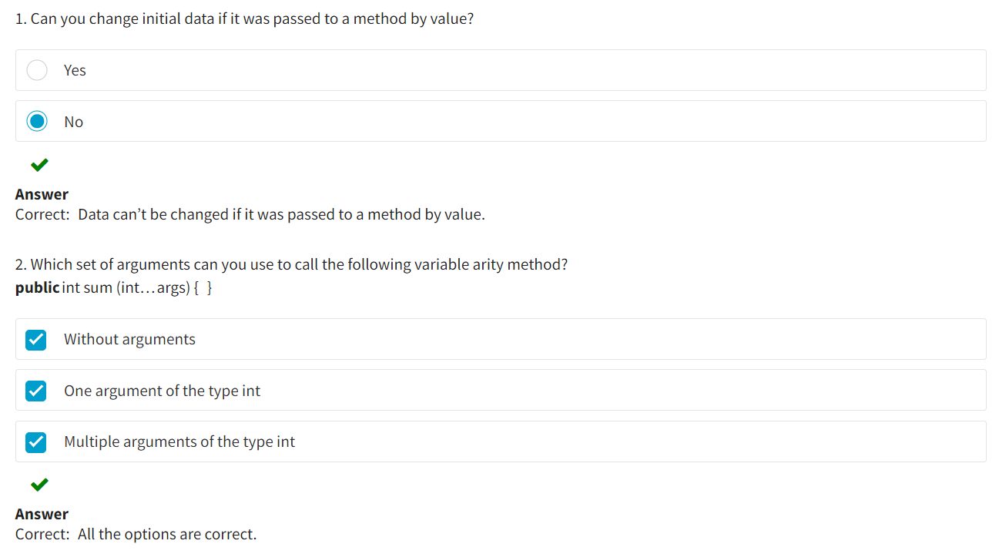 1. Can you change initial data if it was passed to a method by value?
Yes
No
Answer
Correct:  Data can’t be changed if it was passed to a method by value.
2. Which set of arguments can you use to call the following variable arity method?
public int sum (int…args) {  }
Without arguments
One argument of the type int
Multiple arguments of the type int
Answer
Correct:  All the options are correct.